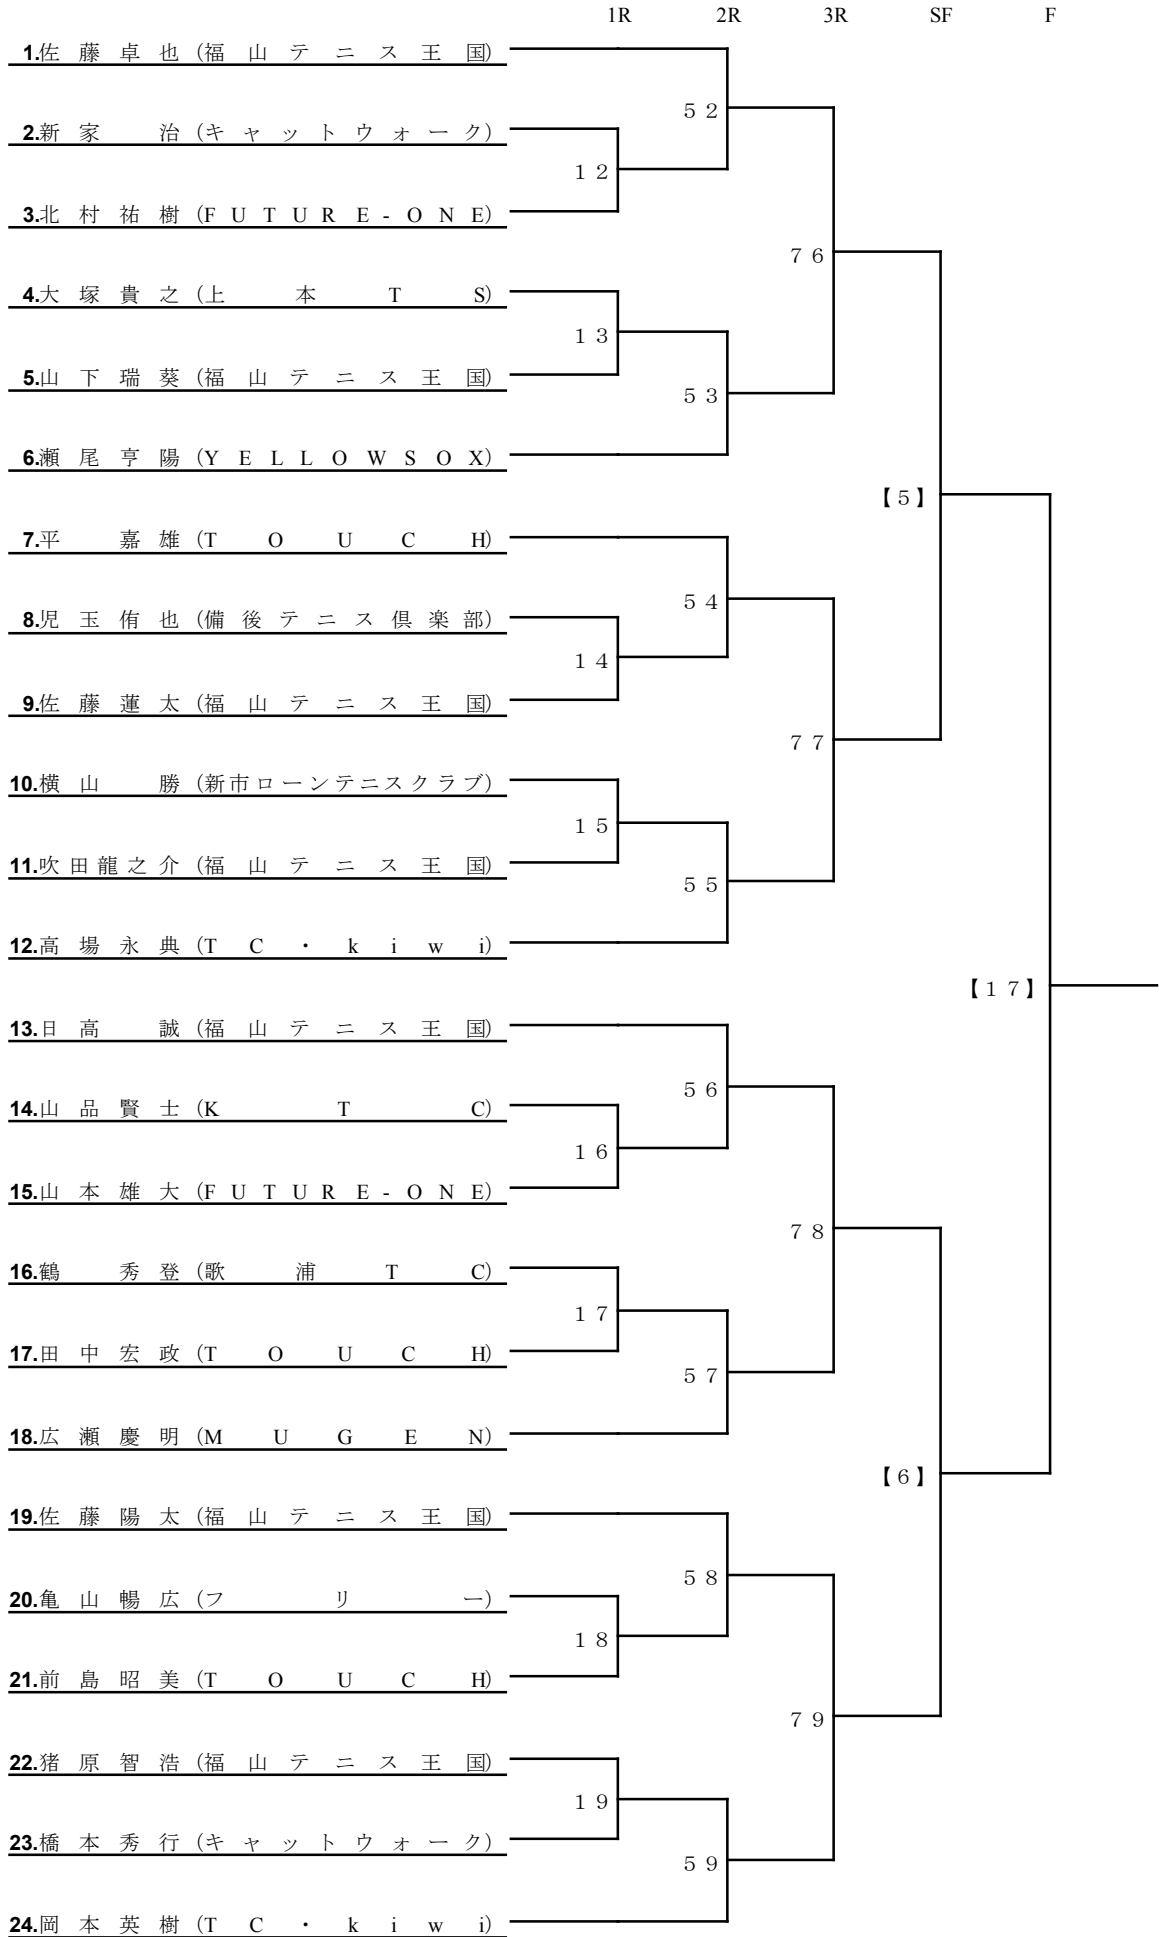 1R 2R 3R SF F
1.佐藤卓也(福山テニス王国)
52
2.新家 治(キャットウォーク)
12
3.北村祐樹(FUTURE-ONE)
76
4.大塚貴之(上本TS)
13
5.山下瑞葵(福山テニス王国)
53
6.瀬尾亨陽(YELLOWSOX)
【5】
7.平 嘉雄(TOUCH)
54
8.児玉侑也(備後テニス倶楽部)
14
9.佐藤蓮太(福山テニス王国)
77
10.横山 勝(新市ローンテニスクラブ)
15
11.吹田龍之介(福山テニス王国)
55
12.高場永典(TC・kiwi)
【17】
13.日高 誠(福山テニス王国)
56
14.山品賢士(KTC)
16
15.山本雄大(FUTURE-ONE)
78
16.鶴 秀登(歌浦TC)
17
17.田中宏政(TOUCH)
57
18.広瀬慶明(MUGEN)
【6】
19.佐藤陽太(福山テニス王国)
58
20.亀山暢広(フリー)
18
21.前島昭美(TOUCH)
79
22.猪原智浩(福山テニス王国)
19
23.橋本秀行(キャットウォーク)
59
24.岡本英樹(TC・kiwi)